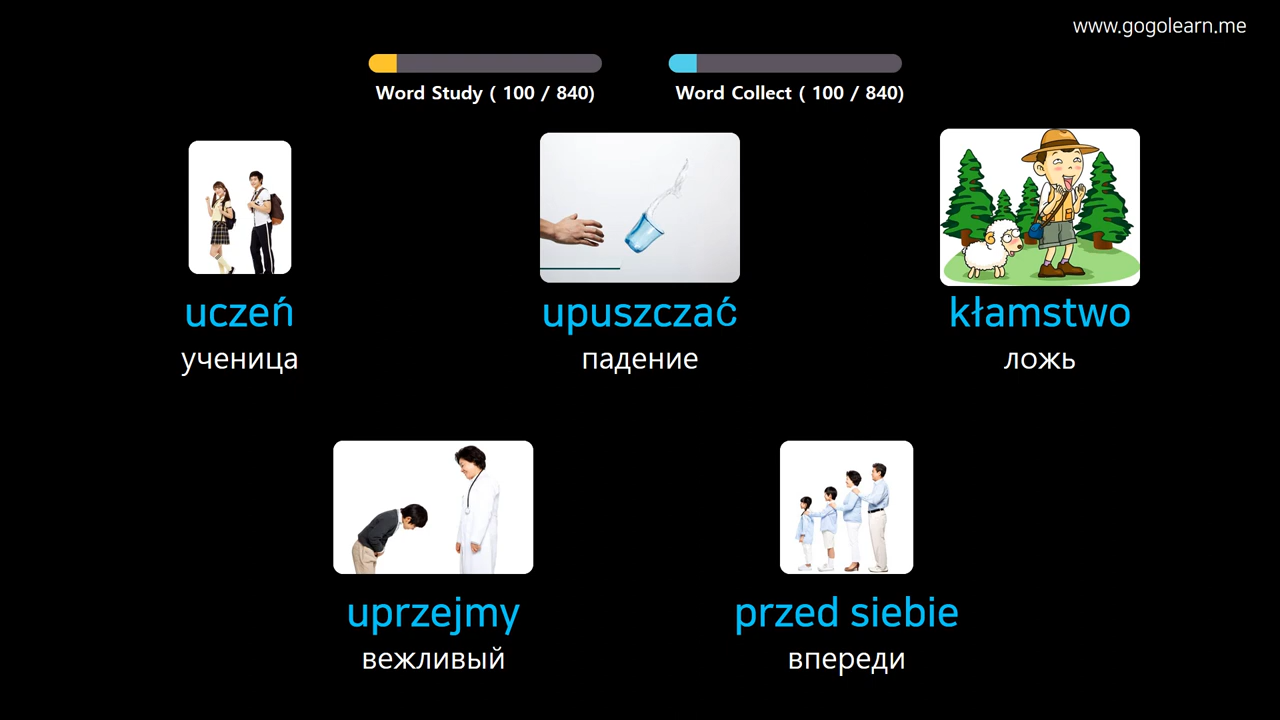 www.gogolearn.me
Word Study ( 100 / 840)
Word Collect ( 100 / 840)
uczeń
ученица
upuszczać
падение
kłamstwo
ложь
uprzejmy
вежливый
przed siebie
впереди